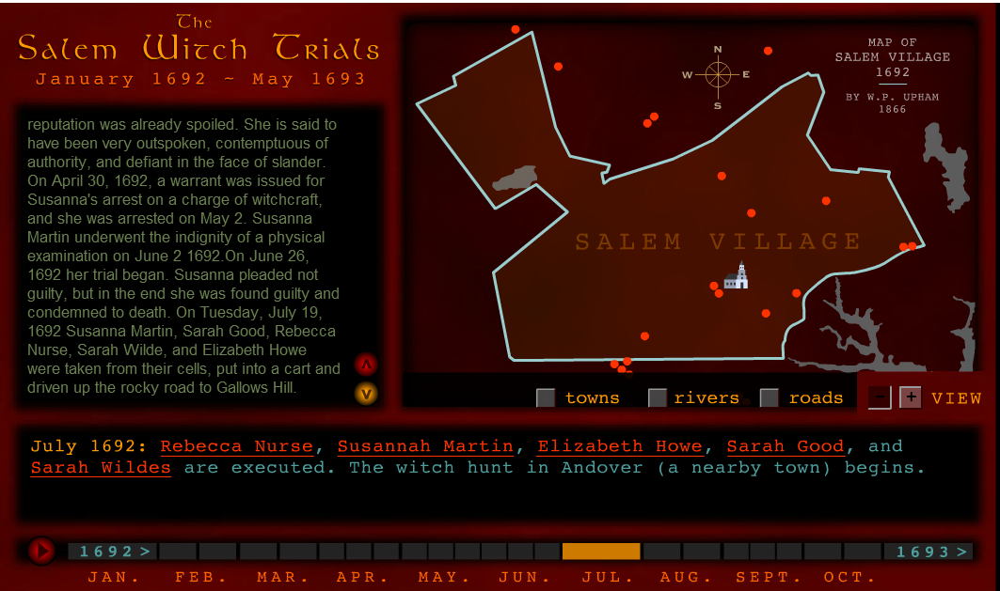 The
Salem Witch Trials
January 1692 ~ May 1693
reputation was already spoiled. She is said to
have been very outspoken, contemptuous of
authority, and defiant in the face of slander.
On April 30, 1692, a warrant was issued for
Susanna's arrest on a charge of witchcraft,
and she was arrested on May 2. Susanna
Martin underwent the indignity of a physical
examination on June 2 1692.On June 26,
1692 her trial began. Susanna pleaded not
guilty, but in the end she was found guilty and
condemned to death. On Tuesday, July 19,
1692 Susanna Martin, Sarah Good, Rebecca
Nurse, Sarah Wilde, and Elizabeth Howe
were taken from their cells, put into a cart and
driven up the rocky road to Gallows Hill.
N
W E
S
MAP OF
SALEM VILLAGE
1692
BY W.P. UPHAM
1866
SALEM VILLAGE
towns rivers roads - + VIEW
July 1692: Rebecca Nurse, Susannah Martin, Elizabeth Howe, Sarah Good, and
Sarah Wildes are executed. The witch hunt in Andover (a nearby town) begins.
1692 > 1693 >
JAN. FEB. MAR. APR. MAY. JUN. JUL. AUG. SEPT. OCT.